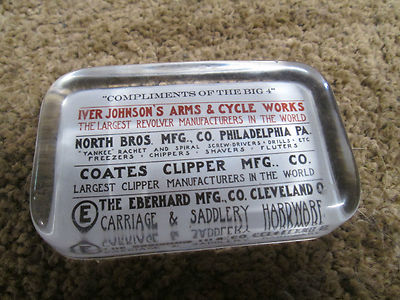 "COMPLIMENTS OF THE BIG 4"
IVER JOHNSON'S ARMS & CYCLE WORKS
THE LARGEST REVOLVER MANUFACTURERS IN THE WORLD
NORTH BROS. MFG., CO. PHILADELPHIA PA.
"YANKEE" RACHET AND SPIRAL SCREW-DRIVERS - DRILLS - ETC
FREEZERS · CHIPPERS · SHAVERS · FLUTERS
COATES CLIPPER MFG., CO.
LARGEST CLIPPER MANUFACTURERS IN THE WORLD
E THE EBERHARD MFG. CO. CLEVELAND O
CARRIAGE & SADDLERY HARDWARE